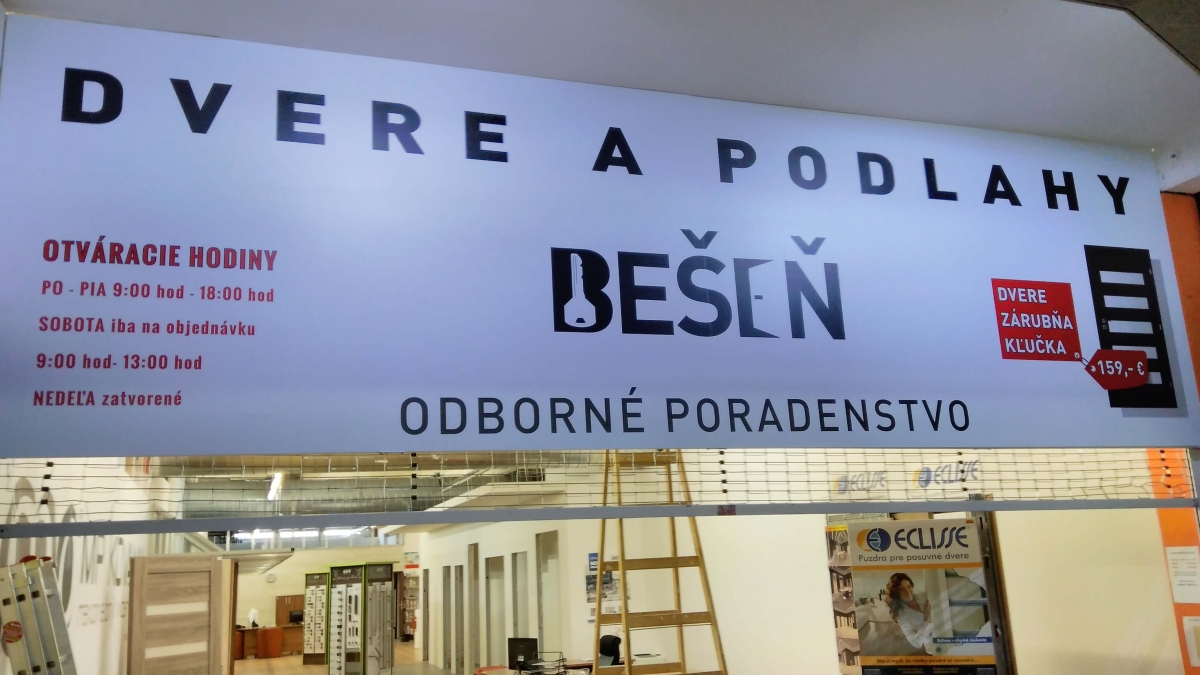 DVERE A PODLAHY
OTVÁRACIE HODINY
PO - PIA 9:00 hod - 18:00 hod
SOBOTA iba na objednávku
9:00 hod- 13:00 hod
NEDEĽA zatvorené
BEŠEŇ
ODBORNÉ PORADENSTVO
DVERE
ZÁRUBŇA
KĽUČKA
159,- €
ECLISSE
ECLISSE
ECLISSE
Puzdrá pre posuvné dvere